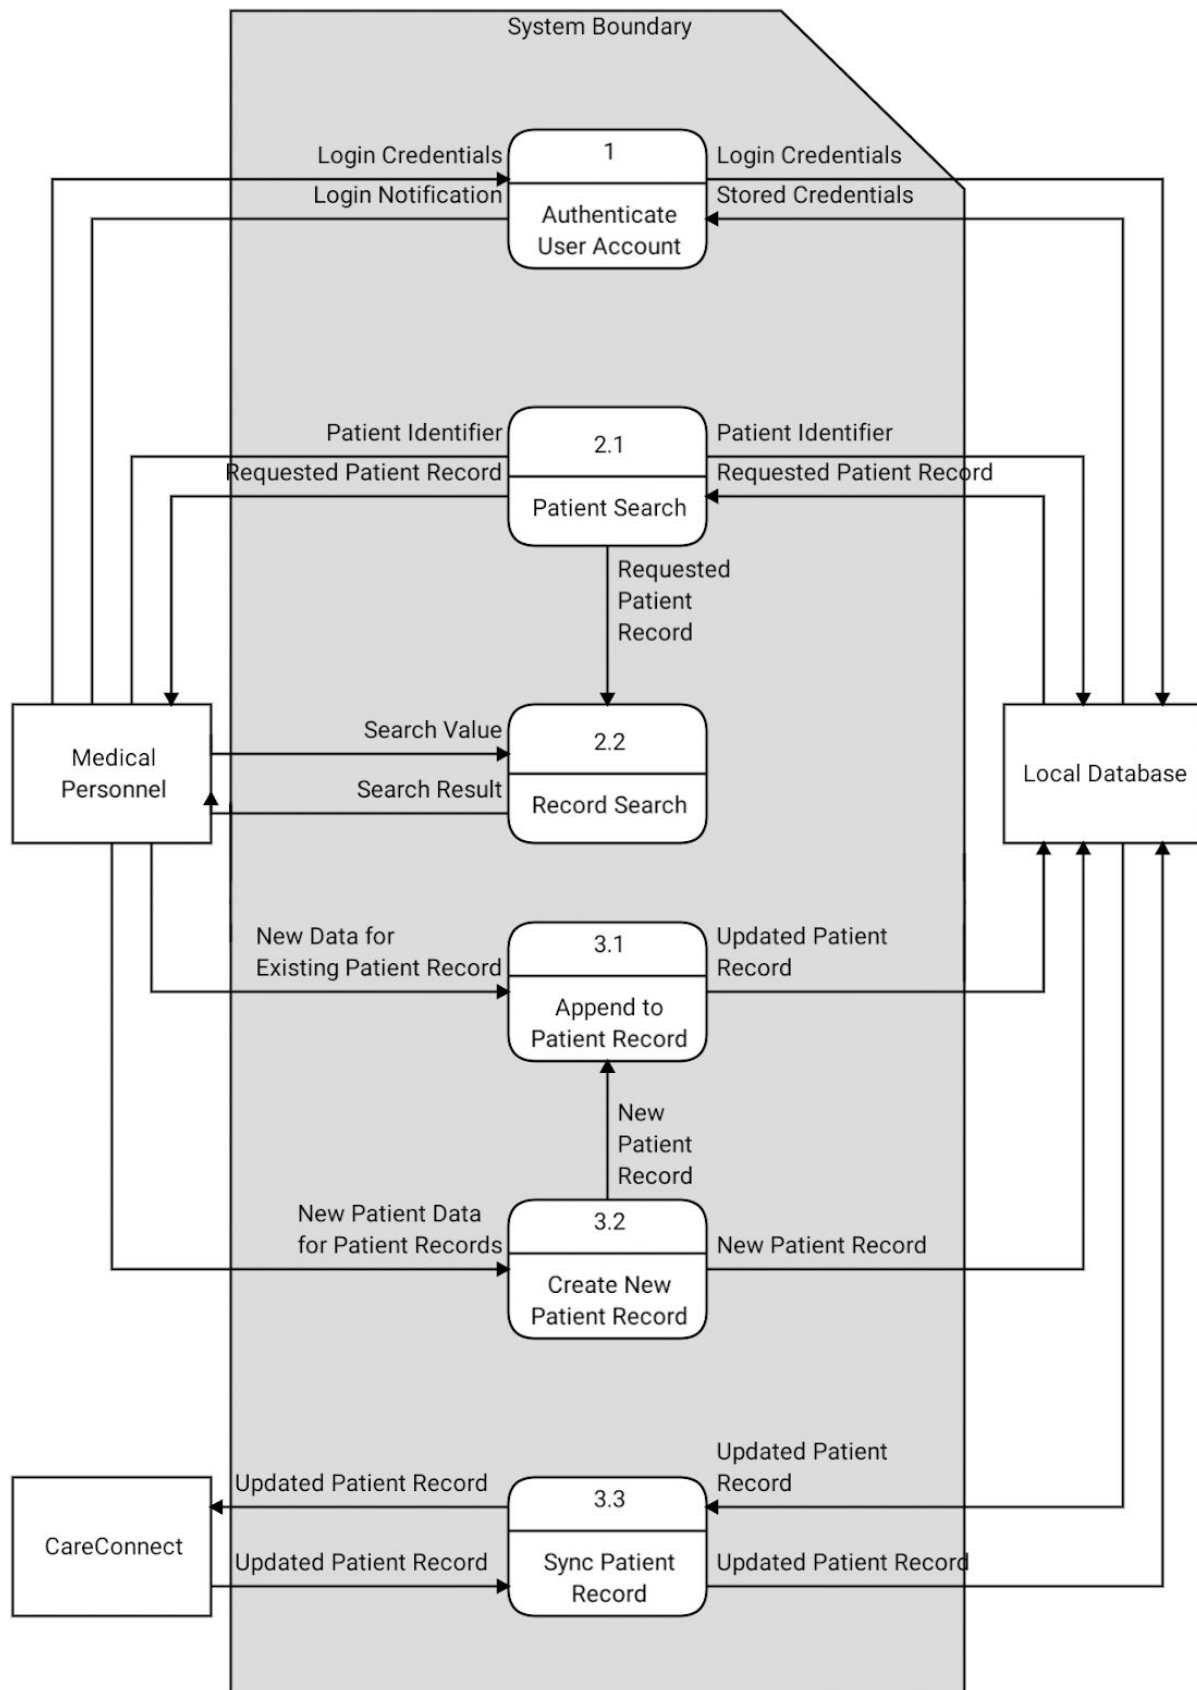 System Boundary
1
Authenticate
User Account
Login Credentials
Login Notification
Login Credentials
Stored Credentials
2.1
Patient Search
Patient Identifier
Requested Patient Record
Patient Identifier
Requested Patient Record
Requested
Patient
Record
Medical
Personnel
Search Value
Search Result
2.2
Record Search
Local Database
New Data for
Existing Patient Record
3.1
Append to
Patient Record
Updated Patient
Record
New
Patient
Record
New Patient Data
for Patient Records
3.2
Create New
Patient Record
New Patient Record
CareConnect
Updated Patient Record
Updated Patient Record
3.3
Sync Patient
Record
Updated Patient
Record
Updated Patient Record